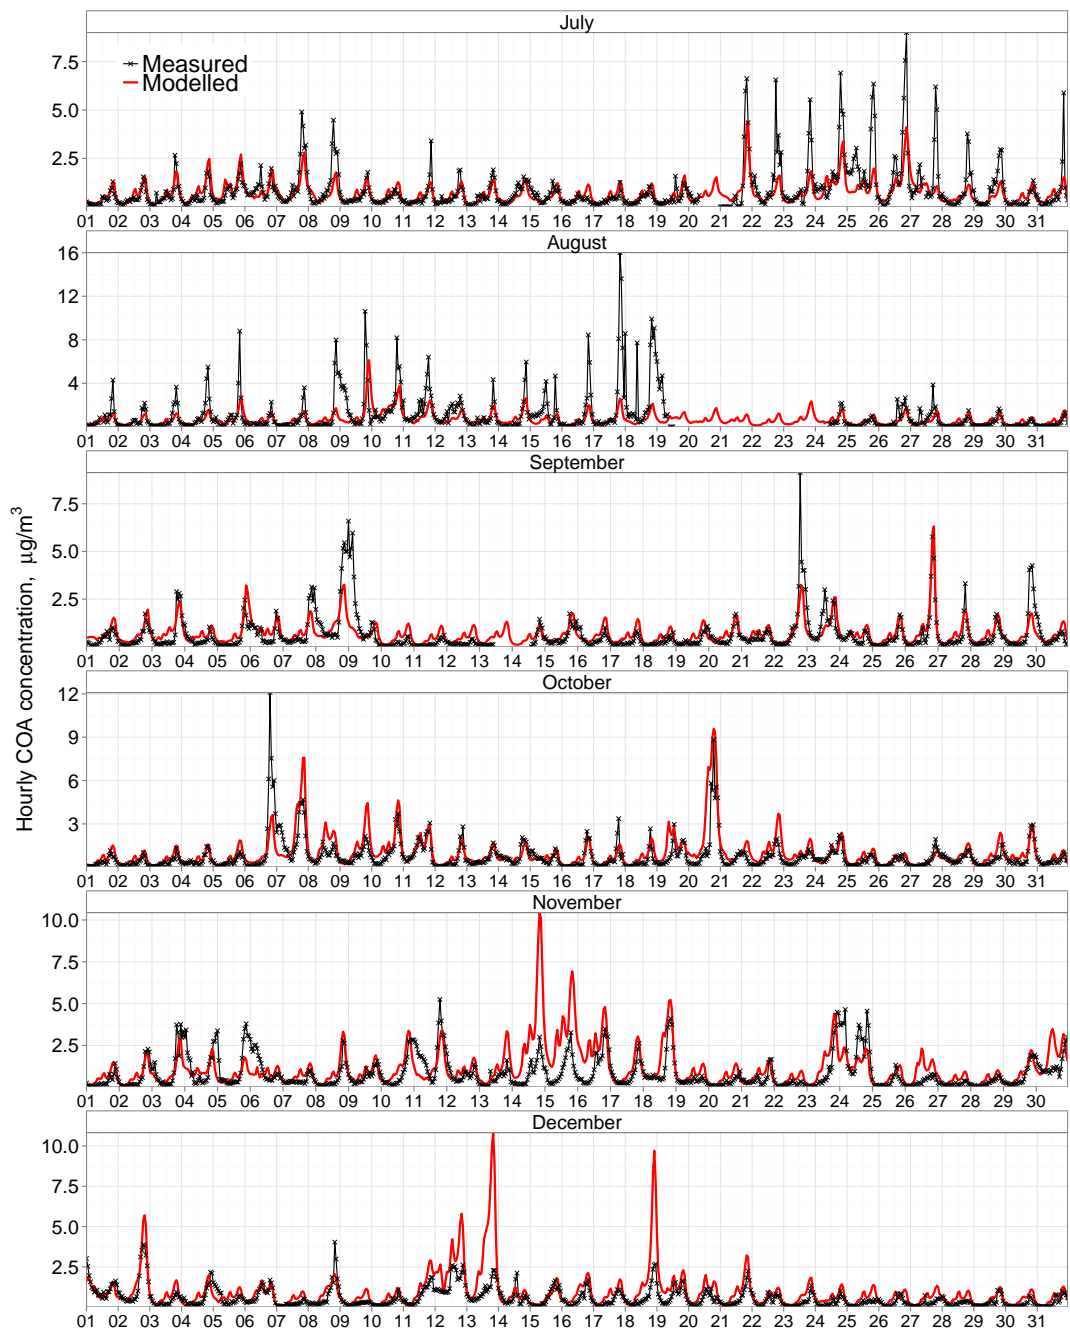 July
Measured
Modelled
7.5
5.0
2.5
01 02 03 04 05 06 07 08 09 10 11 12 13 14 15 16 17 18 19 20 21 22 23 24 25 26 27 28 29 30 31
August
16
12
8
4
01 02 03 04 05 06 07 08 09 10 11 12 13 14 15 16 17 18 19 20 21 22 23 24 25 26 27 28 29 30 31
September
7.5
5.0
2.5
01 02 03 04 05 06 07 08 09 10 11 12 13 14 15 16 17 18 19 20 21 22 23 24 25 26 27 28 29 30
Hourly COA concentration, μg/m³
October
12
9
6
3
01 02 03 04 05 06 07 08 09 10 11 12 13 14 15 16 17 18 19 20 21 22 23 24 25 26 27 28 29 30 31
November
10.0
7.5
5.0
2.5
01 02 03 04 05 06 07 08 09 10 11 12 13 14 15 16 17 18 19 20 21 22 23 24 25 26 27 28 29 30
December
10.0
7.5
5.0
2.5
01 02 03 04 05 06 07 08 09 10 11 12 13 14 15 16 17 18 19 20 21 22 23 24 25 26 27 28 29 30 31